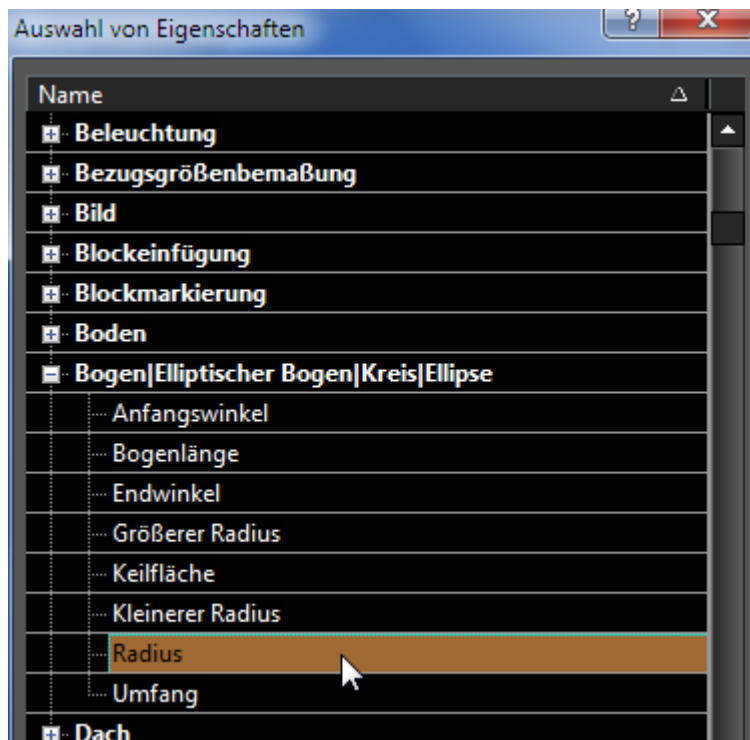 Auswahl von Eigenschaften
?
Name
Beleuchtung
Bezugsgrößenbemaßung
Bild
Blockeinfügung
Blockmarkierung
Boden
Bogen|Elliptischer Bogen|Kreis|Ellipse
Anfangswinkel
Bogenlänge
Endwinkel
Größerer Radius
Keilfläche
Kleinerer Radius
Radius
Umfang
Dach